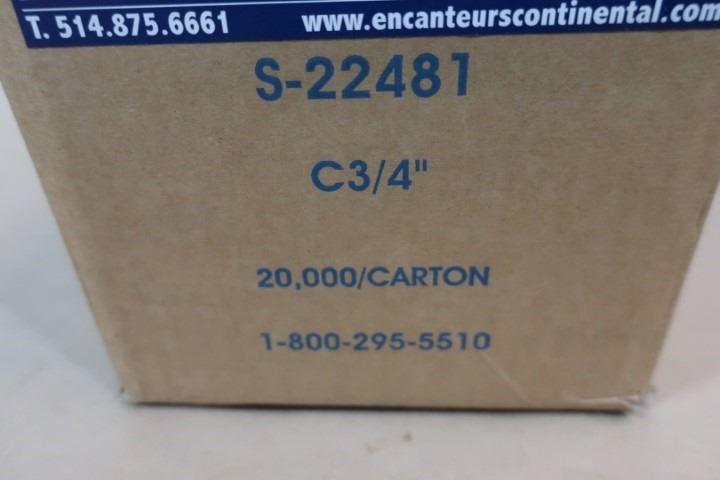 T. 514.875.6661 www.encanteurscontinental.com
S-22481
C3/4"
20,000/CARTON
1-800-295-5510